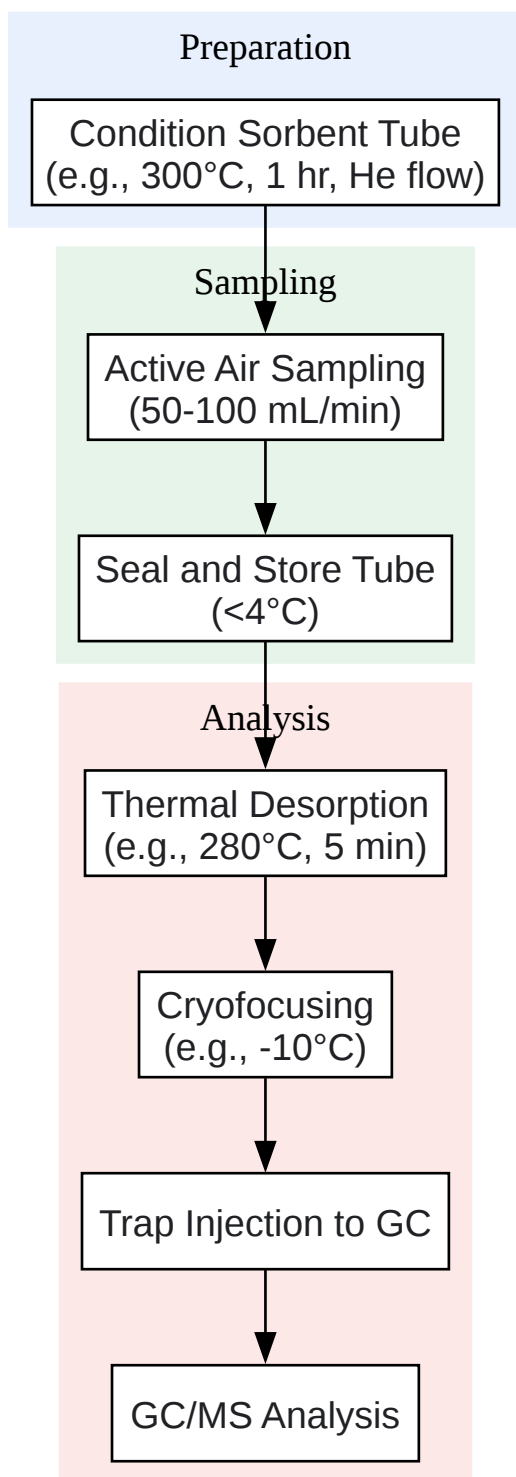 Preparation
Condition Sorbent Tube
(e.g., 300°C, 1 hr, He flow)
Sampling
Active Air Sampling
(50-100 mL/min)
Seal and Store Tube
(<4°C)
Analysis
Thermal Desorption
(e.g., 280°C, 5 min)
Cryofocusing
(e.g., -10°C)
Trap Injection to GC
GC/MS Analysis